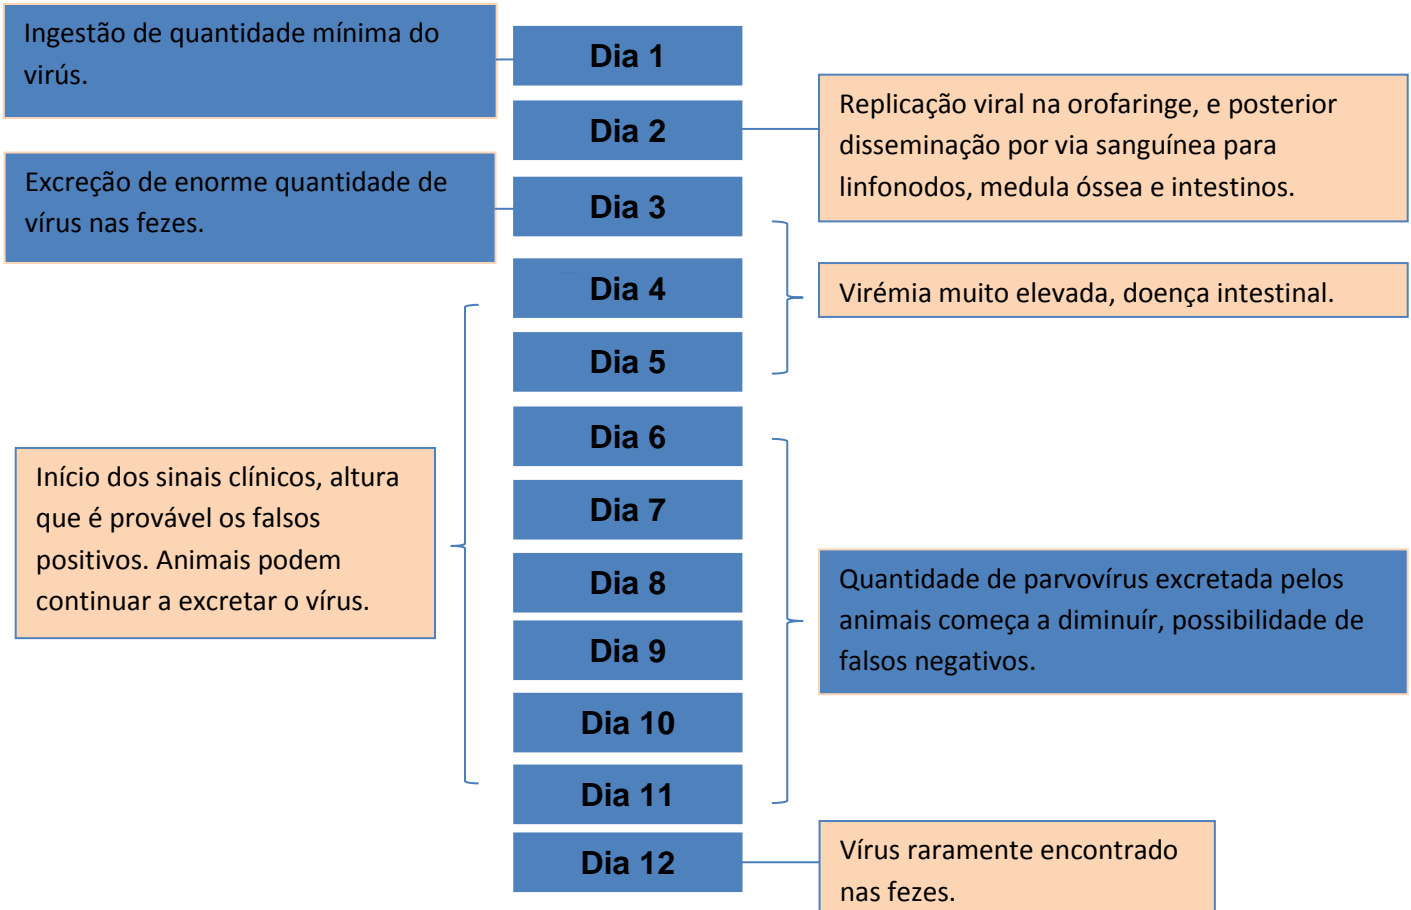 Ingestão de quantidade mínima do
virús.
Dia 1
Dia 2
Replicação viral na orofaringe, e posterior
disseminação por via sanguínea para
linfonodos, medula óssea e intestinos.
Excreção de enorme quantidade de
vírus nas fezes.
Dia 3
Dia 4
Virémia muito elevada, doença intestinal.
Dia 5
Dia 6
Início dos sinais clínicos, altura
que é provável os falsos
positivos. Animais podem
continuar a excretar o vírus.
Dia 7
Dia 8
Quantidade de parvovírus excretada pelos
animais começa a diminuír, possibilidade de
falsos negativos.
Dia 9
Dia 10
Dia 11
Dia 12
Vírus raramente encontrado
nas fezes.